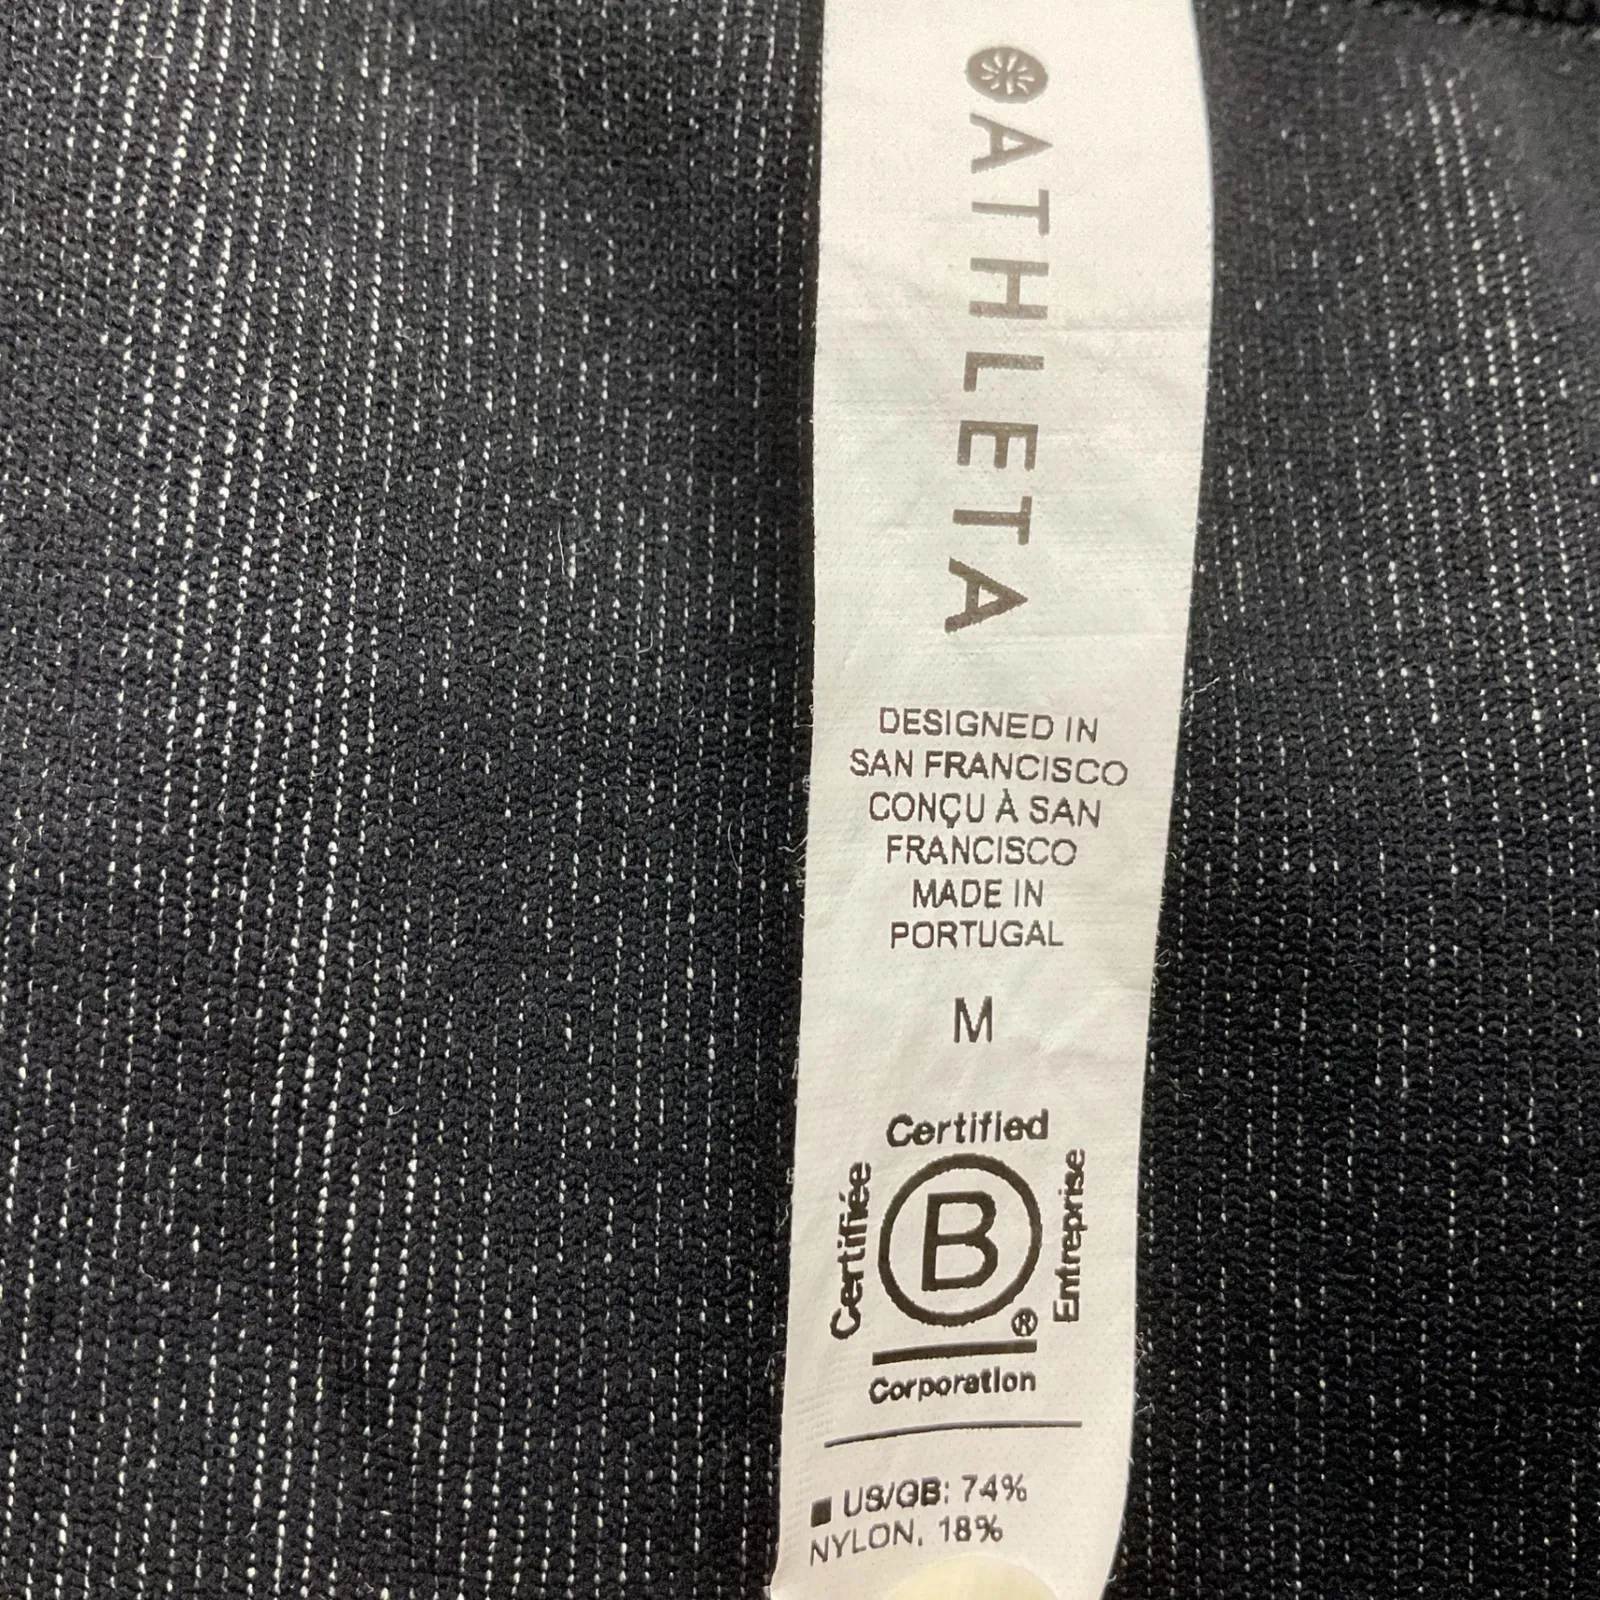 ATHLETA
DESIGNED IN
SAN FRANCISCO
CONÇU À SAN
FRANCISCO
MADE IN
PORTUGAL
M
Certified
Certifiée
B
®
Entreprise
Corporation
US/GB: 74%
NYLON, 18%